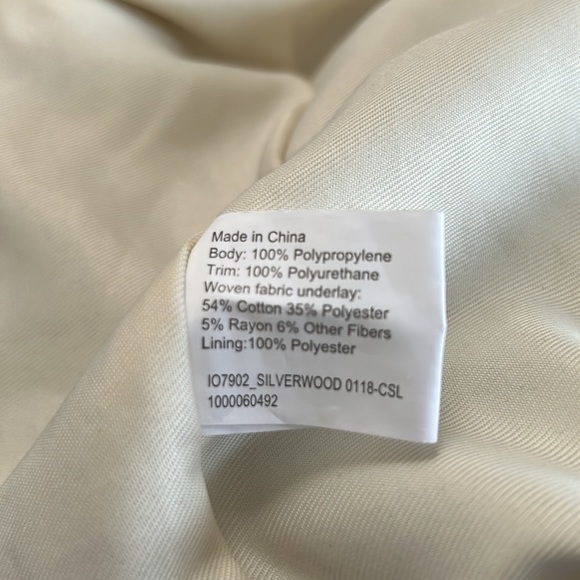 Made in China
Body: 100% Polypropylene
Trim: 100% Polyurethane
Woven fabric underlay:
54% Cotton 35% Polyester
5% Rayon 6% Other Fibers
Lining:100% Polyester
IO7902_SILVERWOOD 0118-CSL
1000060492